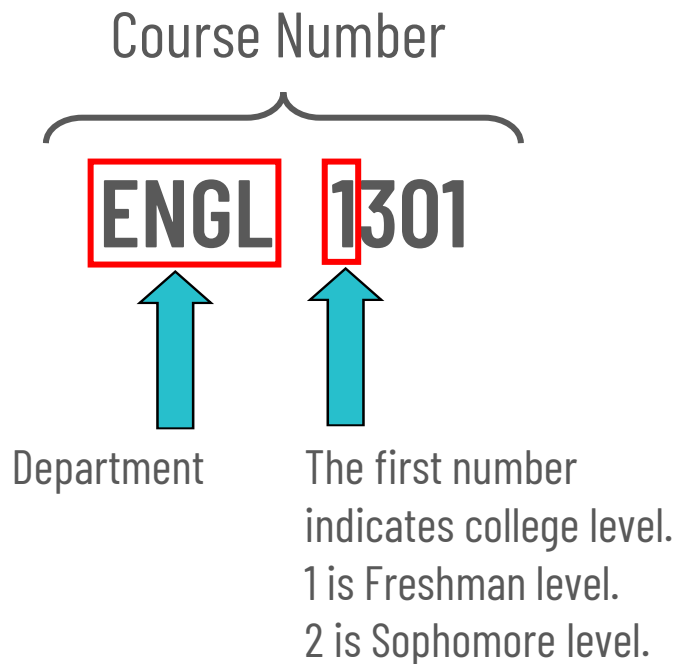 Course Number
ENGL 1301
Department
The first number
indicates college level.
1 is Freshman level.
2 is Sophomore level.